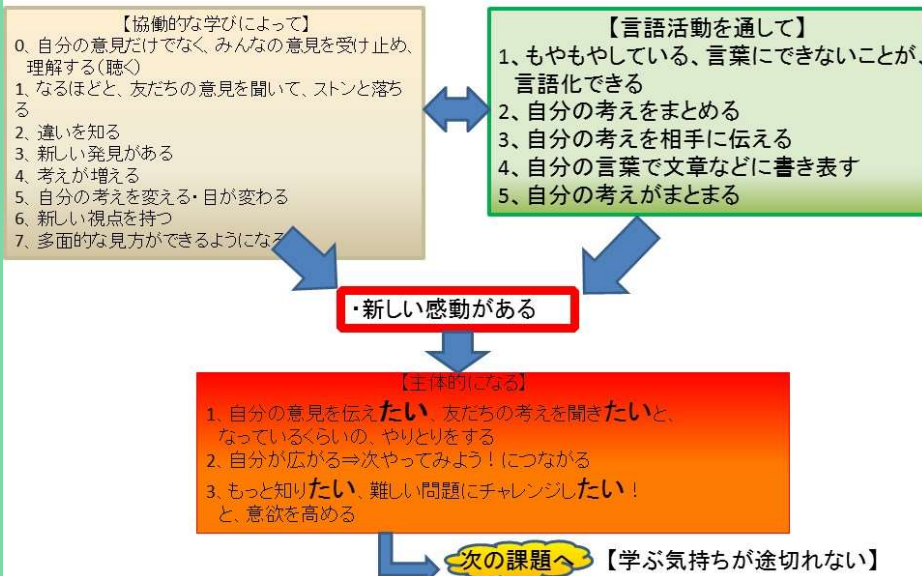 【協働的な学びによって】
0、自分の意見だけでなく、みんなの意見を受け止め、
理解する(聴く)
1、なるほどと、友だちの意見を聞いて、ストンと落ち
る
2、違いを知る
3、新しい発見がある
4、考えが増える
5、自分の考えを変える・目が変わる
6、新しい視点を持つ
7、多面的な見方ができるようになる
【言語活動を通して】
1、もやもやしている、言葉にできないことが、
言語化できる
2、自分の考えをまとめる
3、自分の考えを相手に伝える
4、自分の言葉で文章などに書き表す
5、自分の考えがまとまる
・新しい感動がある
【主体的になる】
1、自分の意見を伝えたい、友だちの考えを聞きたいと、
なっているくらいの、やりとりをする
2、自分が広がる⇒次やってみよう!につながる
3、もっと知りたい、難しい問題にチャレンジしたい!
と、意欲を高める
次の課題へ 【学ぶ気持ちが途切れない】